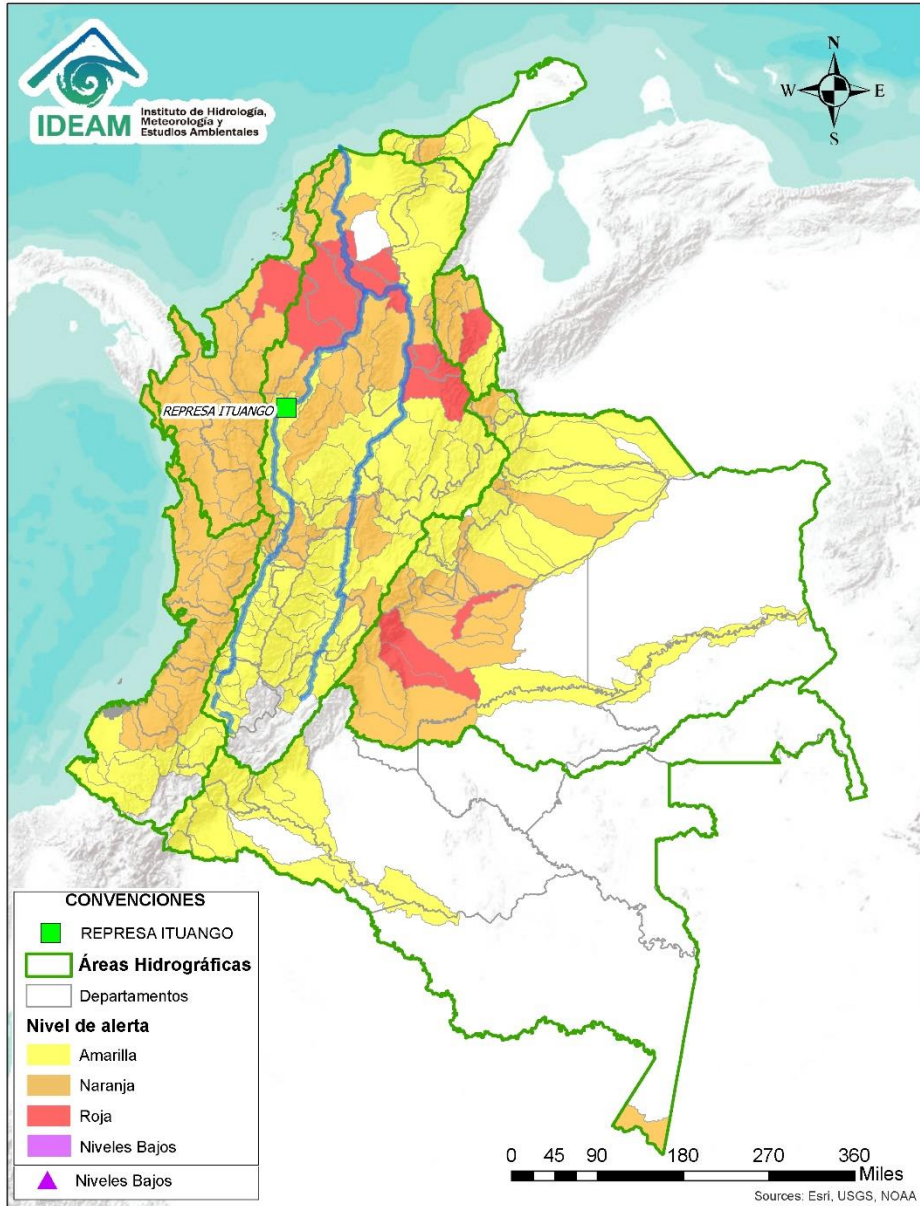 IDEAM
Instituto de Hidrología,
Meteorología y
Estudios Ambientales
N
W
E
S
REPRESA ITUANGO
CONVENCIONES
REPRESA ITUANGO
Áreas Hidrográficas
Departamentos
Nivel de alerta
Amarilla
Naranja
Roja
Niveles Bajos
Niveles Bajos
0 45 90 180 270 360
Miles
Sources: Esri, USGS, NOAA